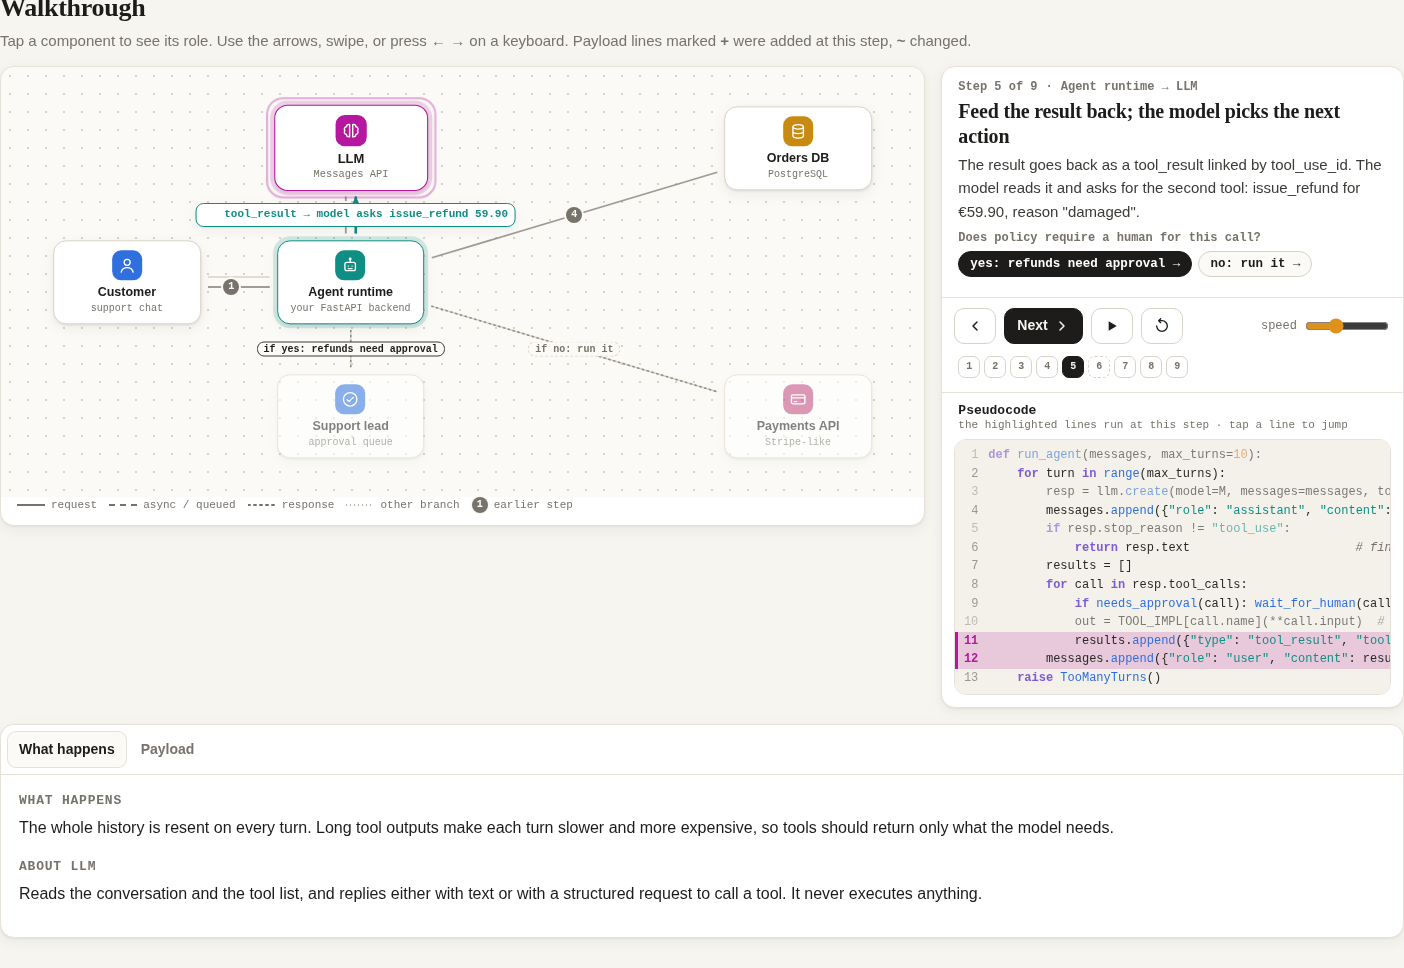 Walkthrough
Tap a component to see its role. Use the arrows, swipe, or press ← → on a keyboard. Payload lines marked + were added at this step, ~ changed.
LLM
Messages API
Orders DB
PostgreSQL
tool_result → model asks issue_refund 59.90
4
Customer
support chat
1
Agent runtime
your FastAPI backend
if yes: refunds need approval
if no: run it
Support lead
approval queue
Payments API
Stripe-like
request
async / queued
response
other branch
1 earlier step
Step 5 of 9 · Agent runtime → LLM
Feed the result back; the model picks the next
action
The result goes back as a tool_result linked by tool_use_id. The
model reads it and asks for the second tool: issue_refund for
€59.90, reason "damaged".
Does policy require a human for this call?
yes: refunds need approval →
no: run it →
Next
speed
1 2 3 4 5 6 7 8 9
Pseudocode
the highlighted lines run at this step · tap a line to jump
1 def run_agent(messages, max_turns=10):
2 for turn in range(max_turns):
3 resp = llm.create(model=M, messages=messages, to
4 messages.append({"role": "assistant", "content":
5 if resp.stop_reason != "tool_use":
6 return resp.text # fin
7 results = []
8 for call in resp.tool_calls:
9 if needs_approval(call): wait_for_human(call
10 out = TOOL_IMPL[call.name](**call.input) #
11 results.append({"type": "tool_result", "tool
12 messages.append({"role": "user", "content": resu
13 raise TooManyTurns()
What happens
Payload
WHAT HAPPENS
The whole history is resent on every turn. Long tool outputs make each turn slower and more expensive, so tools should return only what the model needs.
ABOUT LLM
Reads the conversation and the tool list, and replies either with text or with a structured request to call a tool. It never executes anything.